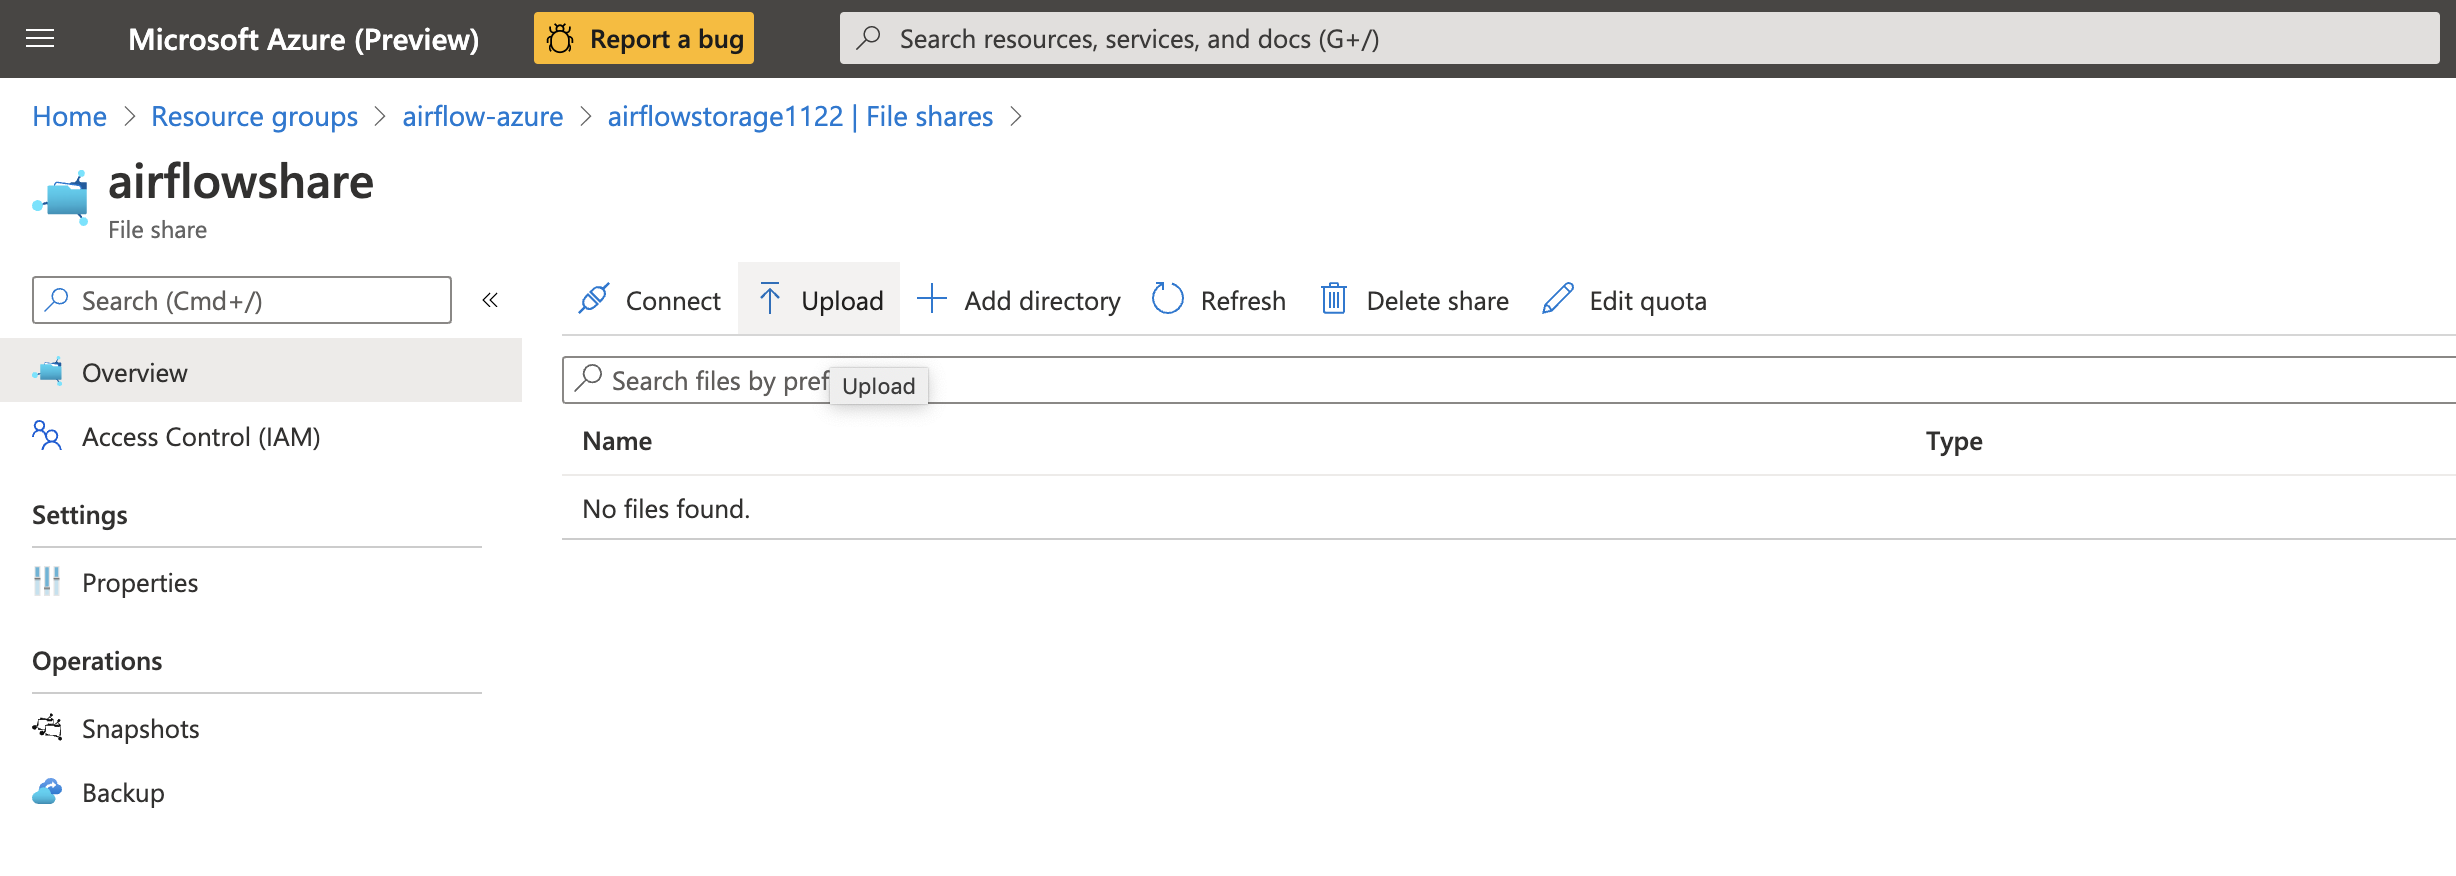 Microsoft Azure (Preview) Report a bug Search resources, services, and docs (G+/)
Home > Resource groups > airflow-azure > airflowstorage1122 | File shares >
airflowshare
File share
Search (Cmd+/) «
Connect Upload Add directory Refresh Delete share Edit quota
Overview
Access Control (IAM)
Settings
Properties
Operations
Snapshots
Backup
Search files by pref
Upload
Name Type
No files found.